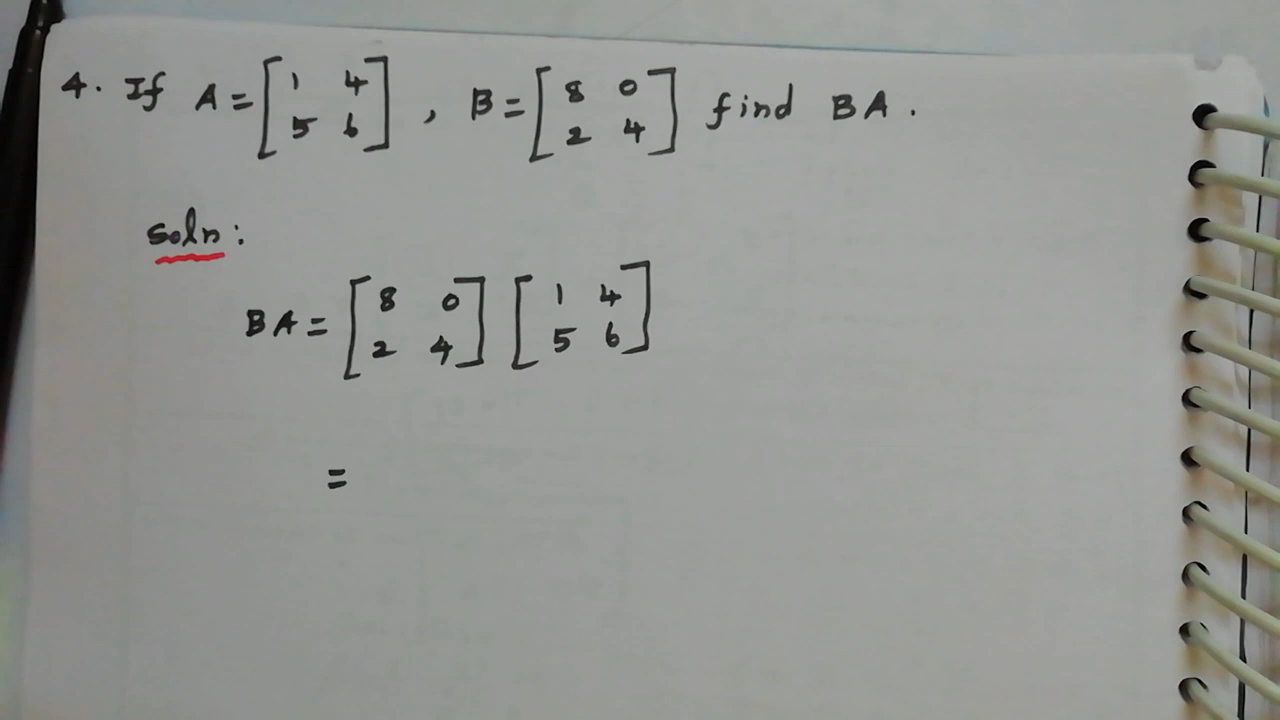 4. If A = [1 4
5 6], B = [8 0
2 4] find BA.
Soln:
BA = [8 0
2 4] [1 4
5 6]
=